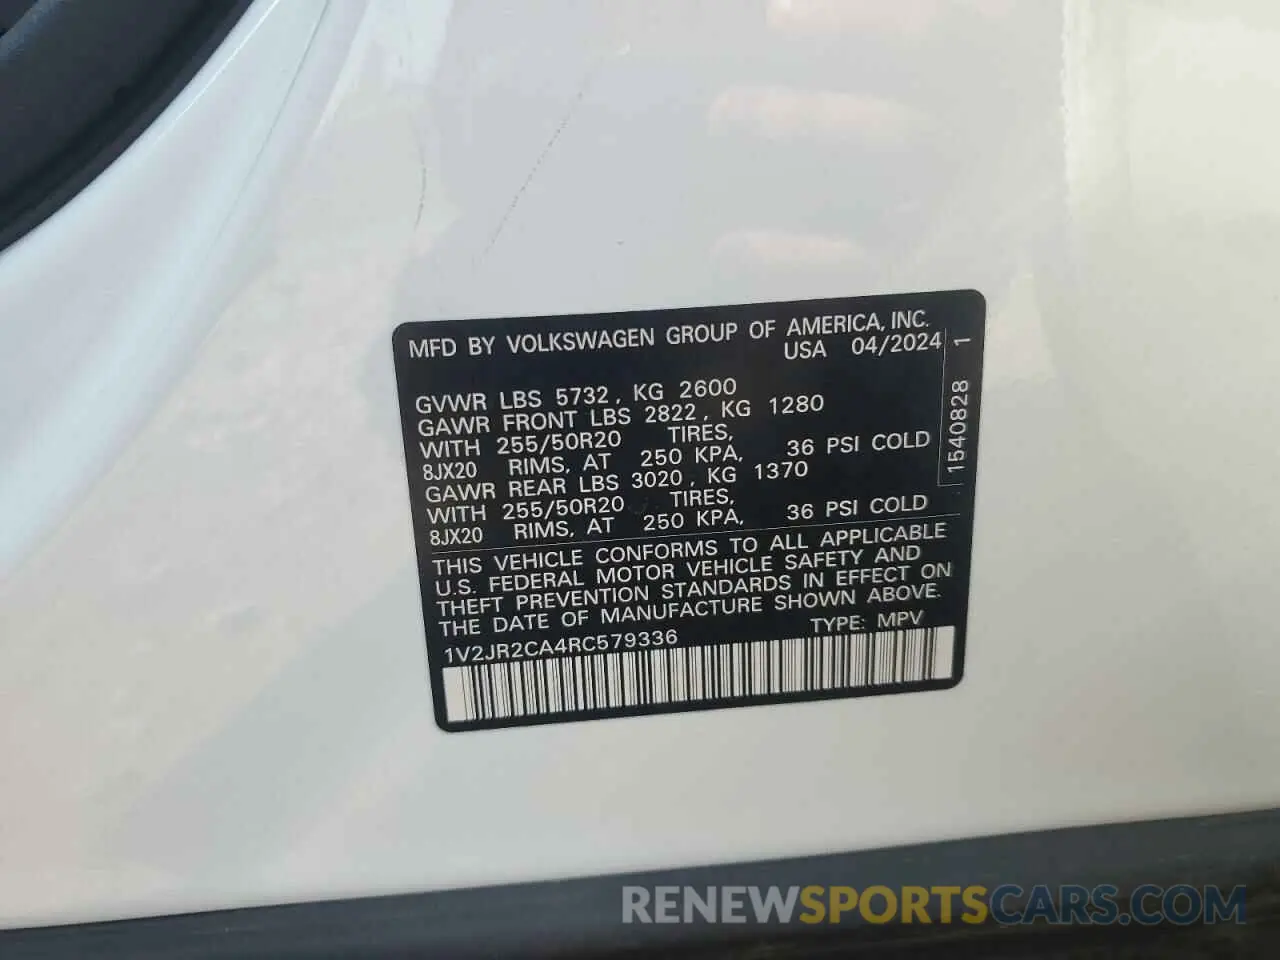 MFD BY VOLKSWAGEN GROUP OF AMERICA, INC.
USA 04/2024
GVWR LBS 5732, KG 2600
GAWR FRONT LBS 2822, KG 1280
WITH 255/50R20 TIRES,
8JX20 RIMS, AT 250 KPA, 36 PSI COLD
GAWR REAR LBS 3020, KG 1370
WITH 255/50R20 TIRES,
8JX20 RIMS, AT 250 KPA, 36 PSI COLD
THIS VEHICLE CONFORMS TO ALL APPLICABLE
U.S. FEDERAL MOTOR VEHICLE SAFETY AND
THEFT PREVENTION STANDARDS IN EFFECT ON
THE DATE OF MANUFACTURE SHOWN ABOVE.
1V2JR2CA4RC579336 TYPE: MPV
1540828 1
RENEWSPORTSCARS.COM